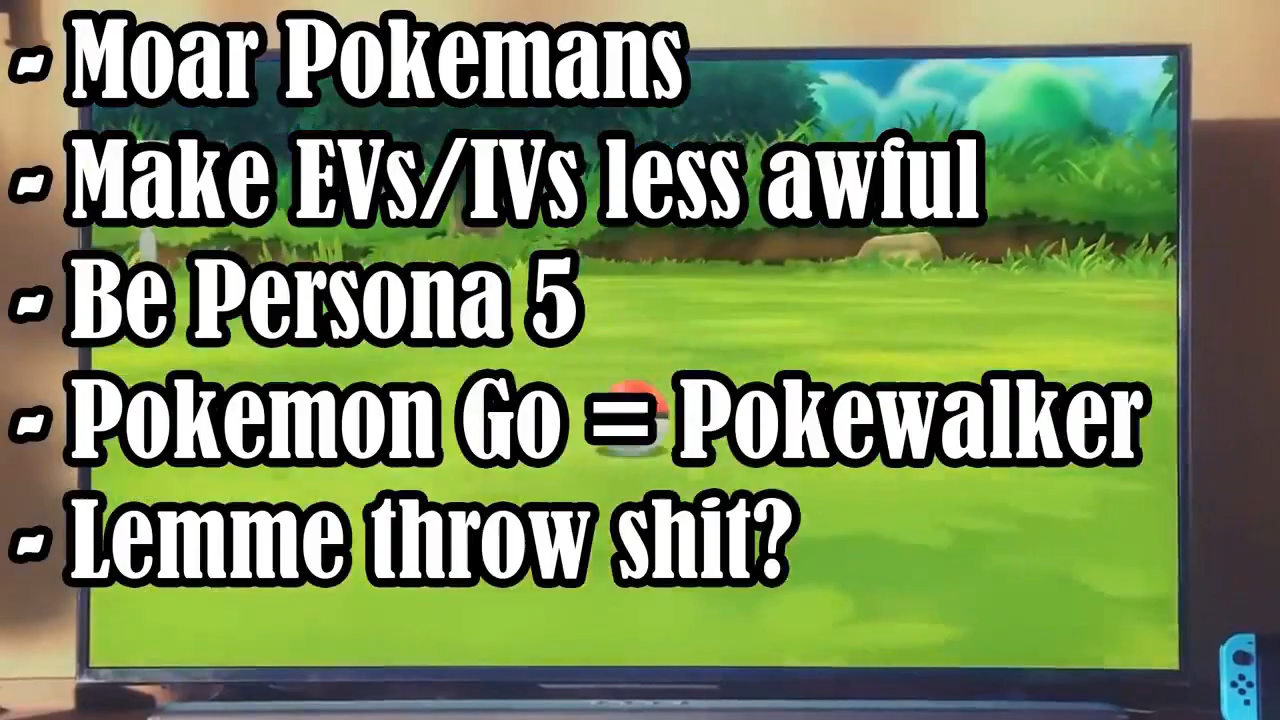 - Moar Pokemans
- Make EVs/IVs less awful
- Be Persona 5
- Pokemon Go = Pokewalker
- Lemme throw shit?